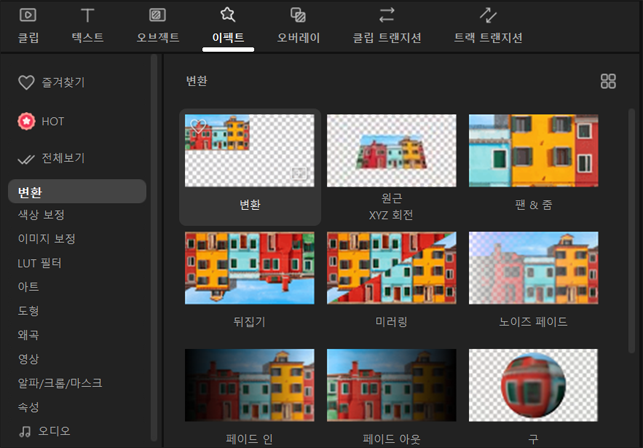 클립
텍스트
오브젝트
이펙트
오버레이
클립 트랜지션
트랙 트랜지션
즐겨찾기
HOT
전체보기
변환
색상 보정
이미지 보정
LUT 필터
아트
도형
왜곡
영상
알파/크롬/마스크
속성
오디오
변환
변환
원근
XYZ 회전
팬 & 줌
뒤집기
미러링
노이즈 페이드
페이드 인
페이드 아웃
구